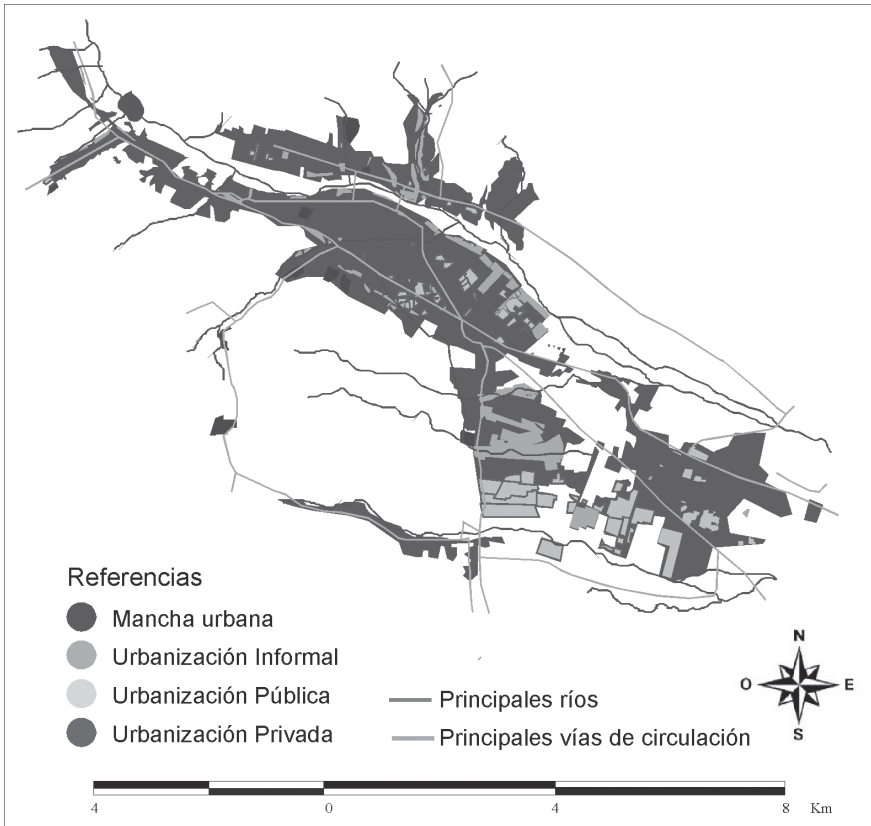 Referencias
Mancha urbana
Urbanización Informal
Urbanización Pública
Urbanización Privada
Principales ríos
Principales vías de circulación
N
O
E
S
4 0 4 8 Km